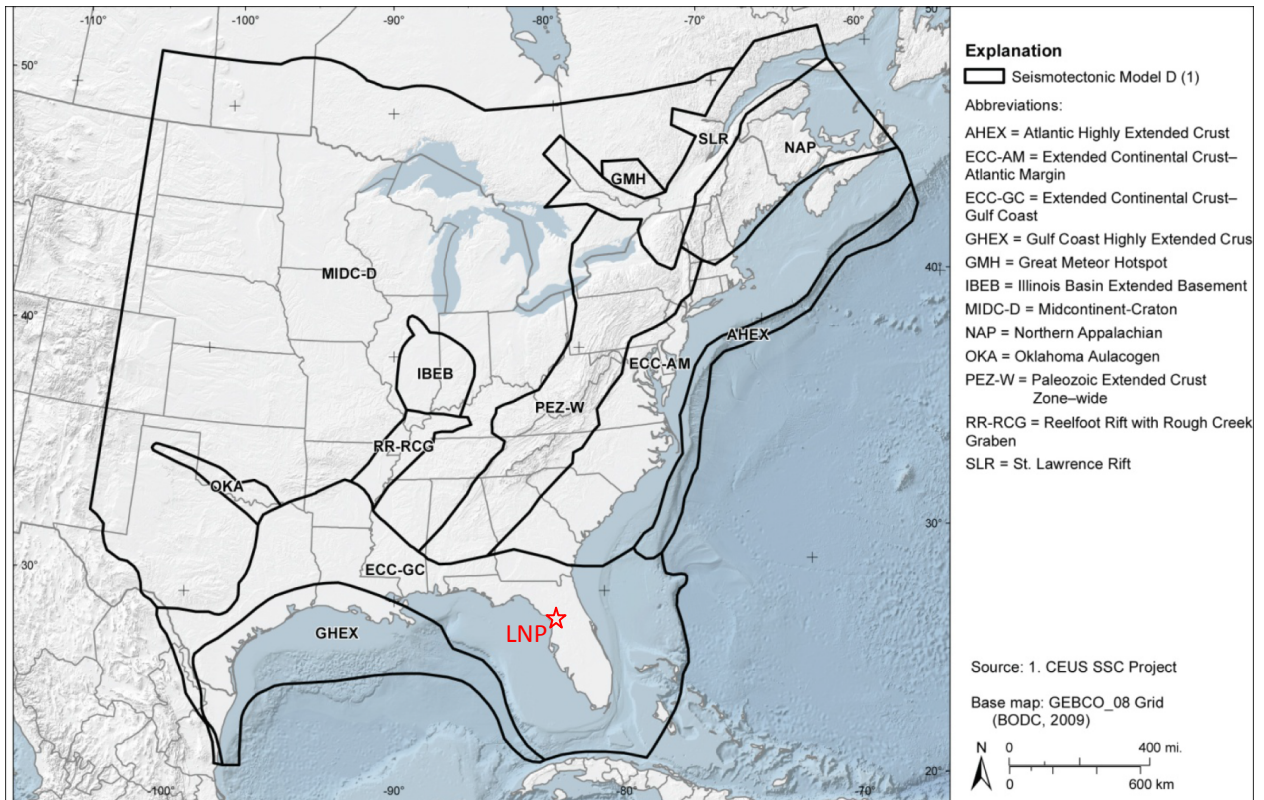 -110°
-100°
-90°
-80°
-70°
-60°
50°
50°
SLR
NAP
GMH
MIDC-D
40°
40°
AHEX
IBEB
ECC-AM
PEZ-W
RR-RCG
OKA
30°
30°
ECC-GC
LNP
GHEX
20°
-100°
-90°
-80°
-70°
Explanation
Seismotectonic Model D (1)
Abbreviations:
AHEX = Atlantic Highly Extended Crust
ECC-AM = Extended Continental Crust–
Atlantic Margin
ECC-GC = Extended Continental Crust–
Gulf Coast
GHEX = Gulf Coast Highly Extended Crus
GMH = Great Meteor Hotspot
IBEB = Illinois Basin Extended Basement
MIDC-D = Midcontinent-Craton
NAP = Northern Appalachian
OKA = Oklahoma Aulacogen
PEZ-W = Paleozoic Extended Crust
Zone–wide
RR-RCG = Reelfoot Rift with Rough Creek
Graben
SLR = St. Lawrence Rift
Source: 1. CEUS SSC Project
Base map: GEBCO_08 Grid
(BODC, 2009)
N
0 400 mi.
0 600 km